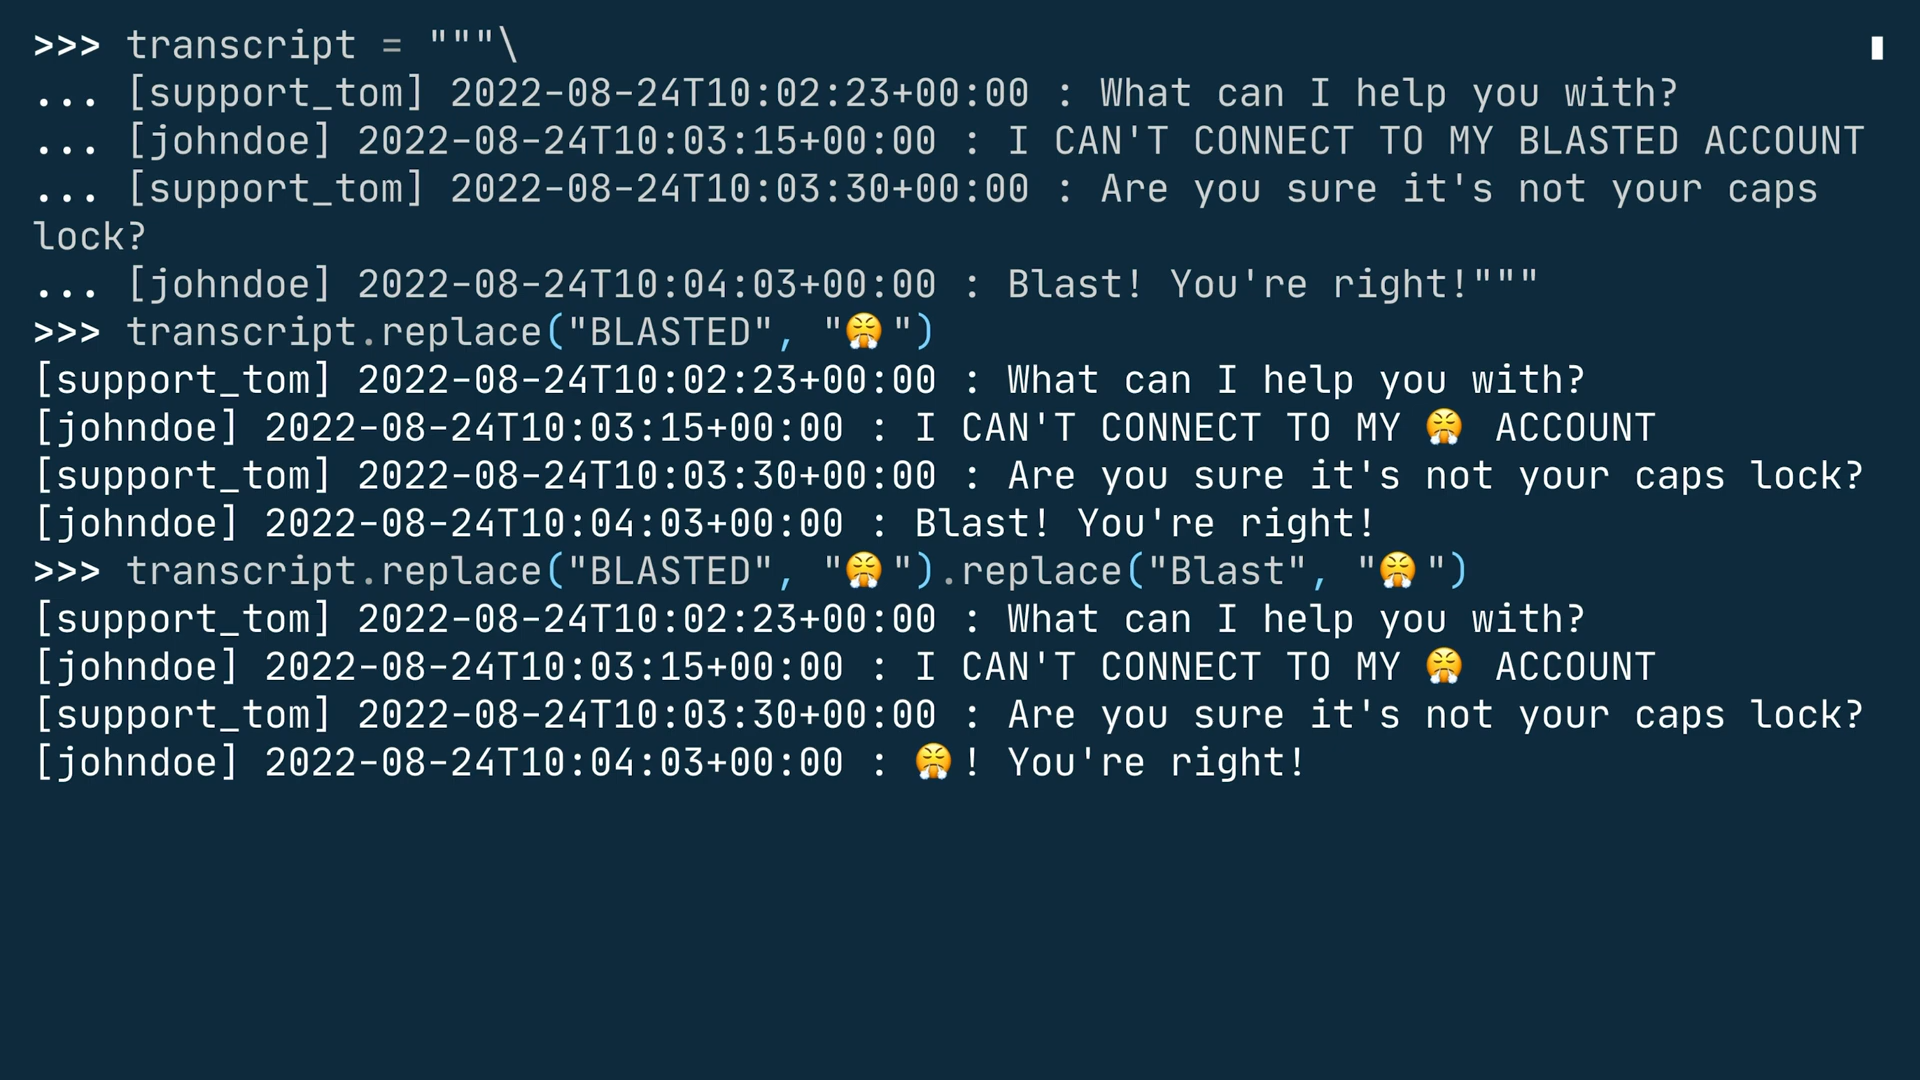 >>> transcript = """\
... [support_tom] 2022-08-24T10:02:23+00:00 : What can I help you with?
... [johndoe] 2022-08-24T10:03:15+00:00 : I CAN'T CONNECT TO MY BLASTED ACCOUNT
... [support_tom] 2022-08-24T10:03:30+00:00 : Are you sure it's not your caps
lock?
... [johndoe] 2022-08-24T10:04:03+00:00 : Blast! You're right!"""
>>> transcript.replace("BLASTED", "😤")
[support_tom] 2022-08-24T10:02:23+00:00 : What can I help you with?
[johndoe] 2022-08-24T10:03:15+00:00 : I CAN'T CONNECT TO MY 😤 ACCOUNT
[support_tom] 2022-08-24T10:03:30+00:00 : Are you sure it's not your caps lock?
[johndoe] 2022-08-24T10:04:03+00:00 : Blast! You're right!
>>> transcript.replace("BLASTED", "😤").replace("Blast", "😤")
[support_tom] 2022-08-24T10:02:23+00:00 : What can I help you with?
[johndoe] 2022-08-24T10:03:15+00:00 : I CAN'T CONNECT TO MY 😤 ACCOUNT
[support_tom] 2022-08-24T10:03:30+00:00 : Are you sure it's not your caps lock?
[johndoe] 2022-08-24T10:04:03+00:00 : 😤! You're right!